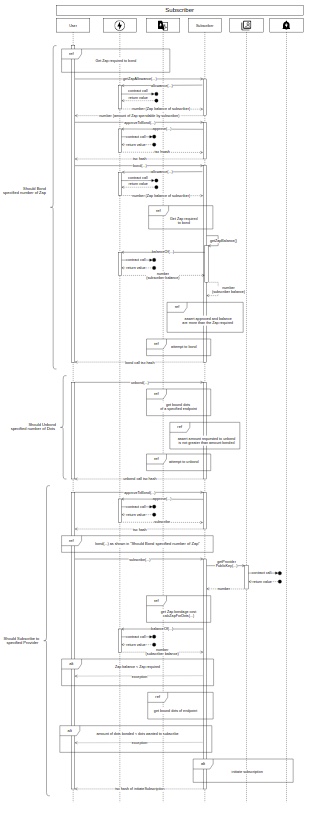 Subscriber
User
Subscriber
ref
Get Zap required to bond
getZapAllowance(...)
allowance(...)
contract call
return value
number (Zap balance of subscriber)
number (amount of Zap spendable by subscriber)
approveToBond(...)
approve(...)
contract call
return value
tx hash
tx hash
bond(...)
allowance(...)
contract call
return value
number (Zap balance of subscriber)
Should Bond
specified number of Zap
ref
Get Zap required
to bond
getZapBalance()
balanceOf(...)
contract call
return value
number
(subscriber balance)
number
(subscriber balance)
ref
assert approved and balance
are more than the Zap required
ref
attempt to bond
bond call tx hash
unbond(...)
ref
get bound dots
of a specified endpoint
Should Unbond
specified number of Dots
ref
assert amount requested to unbond
is not greater than amount bonded
ref
attempt to unbond
unbond call tx hash
approveToBond(...)
approve(...)
contract call
return value
subscribe
tx hash
ref
bond(...) as shown in "Should Bond specified number of Zap"
subscribe(...)
getProvider
PublicKey(...)
contract call
return value
number
ref
get Zap bondage cost
calcZapForDots(...)
balanceOf(...)
Should Subscribe to
specified Provider
contract call
return value
number
(subscriber balance)
alt
Zap balance < Zap required
exception
ref
get bound dots of endpoint
alt
amount of dots bonded < dots wanted to subscribe
exception
alt
initiate subscription
tx hash of initiateSubscription